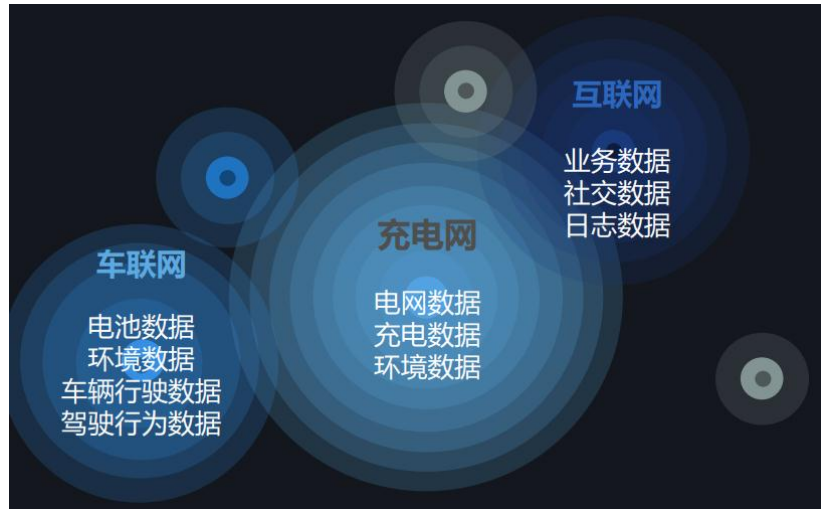 互联网
业务数据
社交数据
日志数据
充电网
电网数据
充电数据
环境数据
车联网
电池数据
环境数据
车辆行驶数据
驾驶行为数据